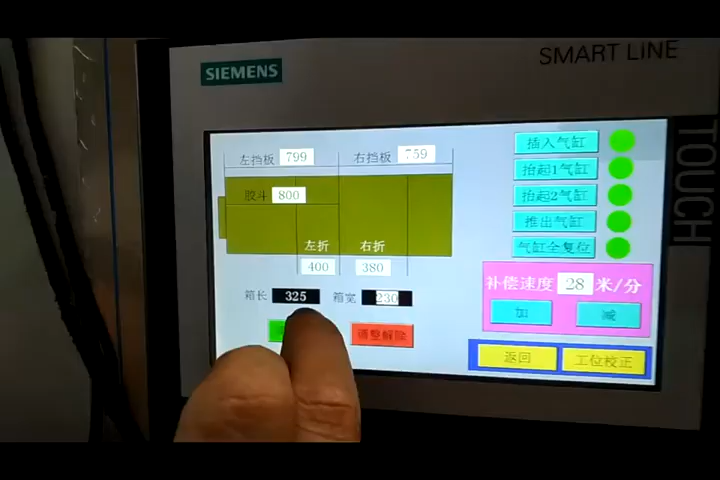 SIEMENS
SMART LINE
TOUCH
左挡板 799
右挡板 759
胶斗 800
左折
右折
400
380
箱长 325
箱宽 230
调整解除
插入气缸
抬起1气缸
抬起2气缸
推出气缸
气缸全复位
补偿速度 28 米/分
加
减
返回
工位校正